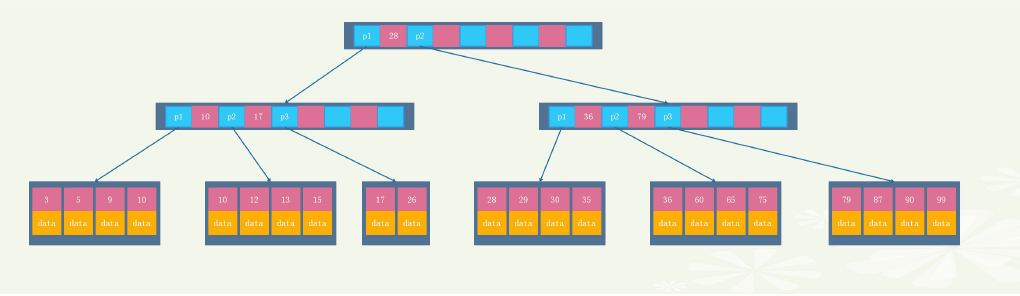 p1 28 p2
p1 10 p2 17 p3
p1 36 p2 79 p3
3 5 9 10
data data data data
10 12 13 15
data data data data
17 26
data data
28 29 30 35
data data data data
36 60 65 75
data data data data
79 87 90 99
data data data data